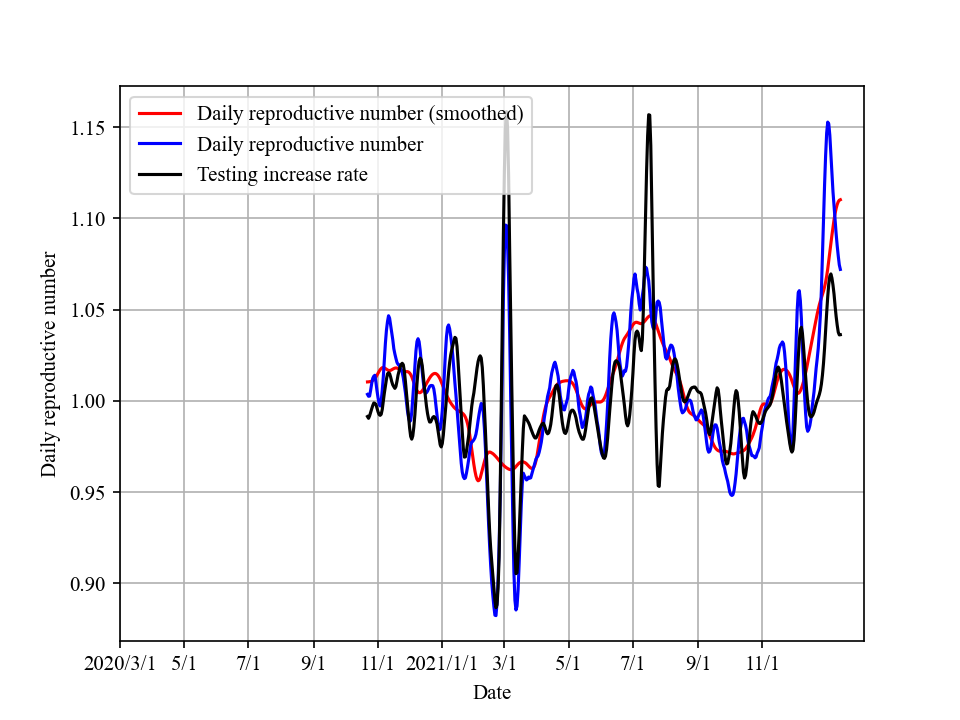 Daily reproductive number (smoothed)
Daily reproductive number
Testing increase rate
Daily reproductive number
1.15
1.10
1.05
1.00
0.95
0.90
2020/3/1 5/1 7/1 9/1 11/1 2021/1/1 3/1 5/1 7/1 9/1 11/1
Date